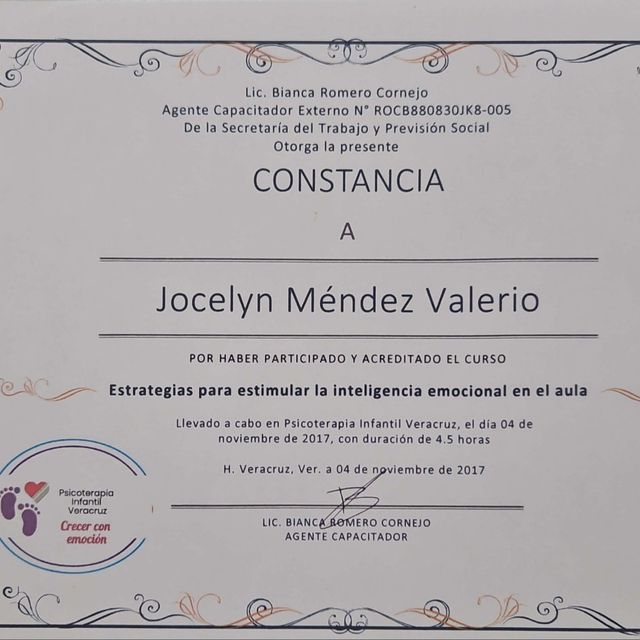 Lic. Bianca Romero Cornejo
Agente Capacitador Externo N° ROCB880830JK8-005
De la Secretaría del Trabajo y Previsión Social
Otorga la presente
CONSTANCIA
A
Jocelyn Méndez Valerio
POR HABER PARTICIPADO Y ACREDITADO EL CURSO
Estrategias para estimular la inteligencia emocional en el aula
Llevado a cabo en Psicoterapia Infantil Veracruz, el día 04 de
noviembre de 2017, con duración de 4.5 horas
H. Veracruz, Ver. a 04 de noviembre de 2017
LIC. BIANCA ROMERO CORNEJO
AGENTE CAPACITADOR
Psicoterapia
Infantil
Veracruz
Crecer con
emoción